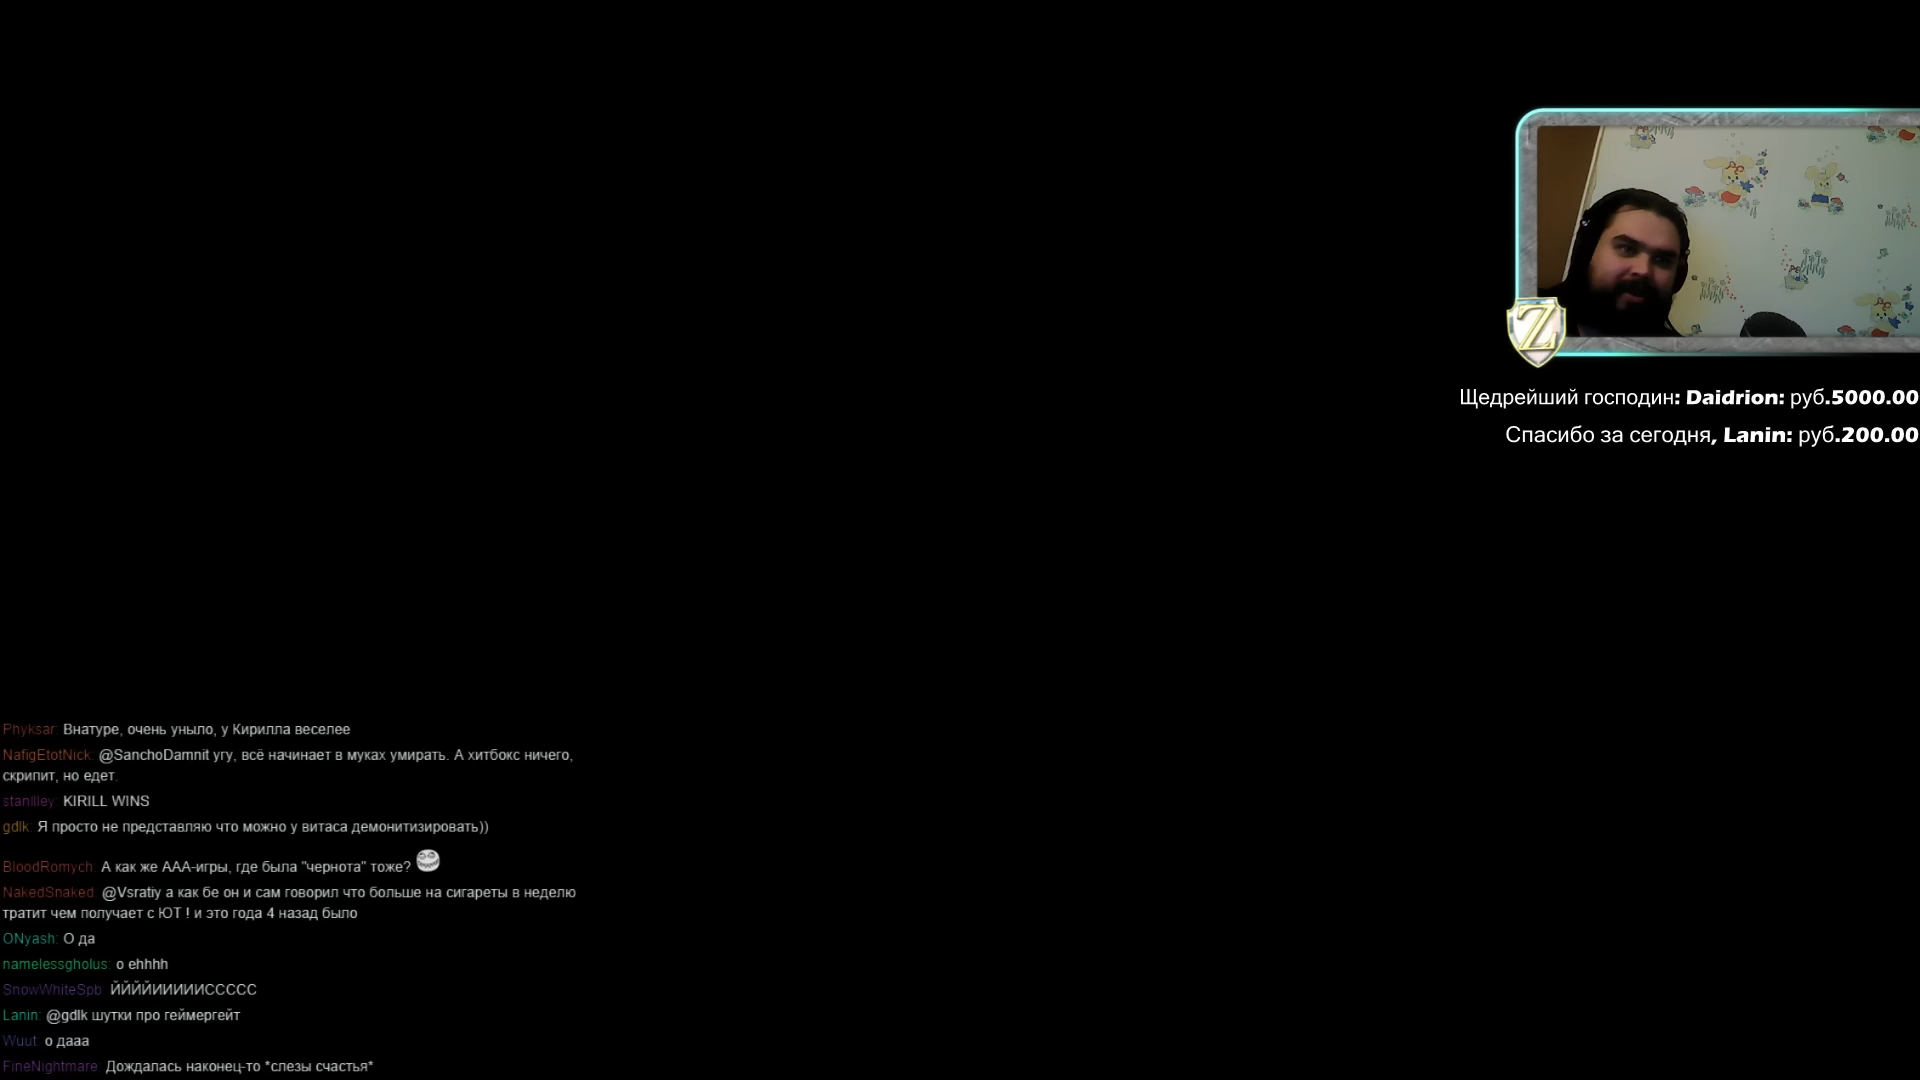 Z
Щедрейший господин: Daidrion: руб.5000.00
Спасибо за сегодня, Lanin: руб.200.00
Phyksar: Внатуре, очень уныло, у Кирилла веселее
NafigEtotNick: @SanchoDamnit угу, всё начинает в муках умирать. А хитбокс ничего,
скрипит, но едет.
stanlley: KIRILL WINS
gdlk: Я просто не представляю что можно у витаса демонитизировать))
BloodRomych: А как же ААА-игры, где была "чернота" тоже?
NakedSnaked: @Vsratiy а как бе он и сам говорил что больше на сигареты в неделю
тратит чем получает с ЮТ ! и это года 4 назад было
ONyash: О да
namelessgholus: о ehhhh
SnowWhiteSpb: ЙЙЙЙИИИИИССССС
Lanin: @gdlk шутки про геймергейт
Wuut: о дааа
FineNightmare: Дождалась наконец-то *слезы счастья*